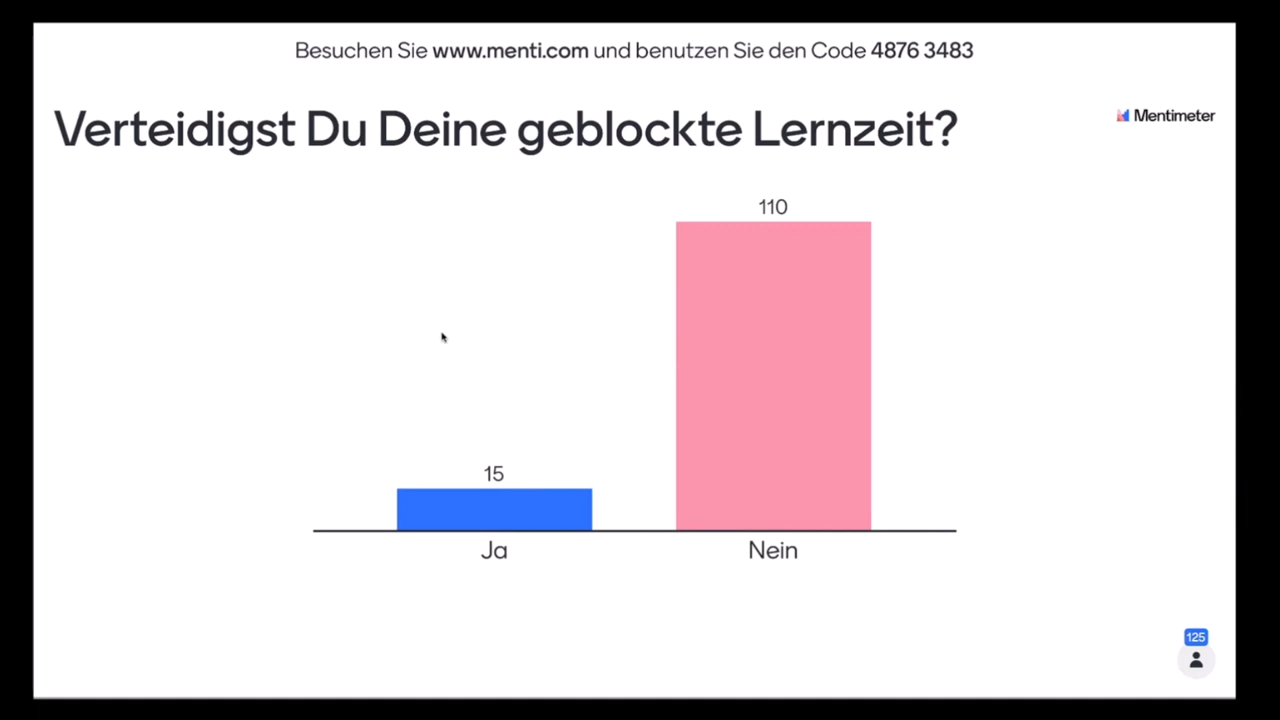 Besuchen Sie www.menti.com und benutzen Sie den Code 4876 3483
Verteidigst Du Deine geblockte Lernzeit?
Mentimeter
110
15
Ja
Nein
125